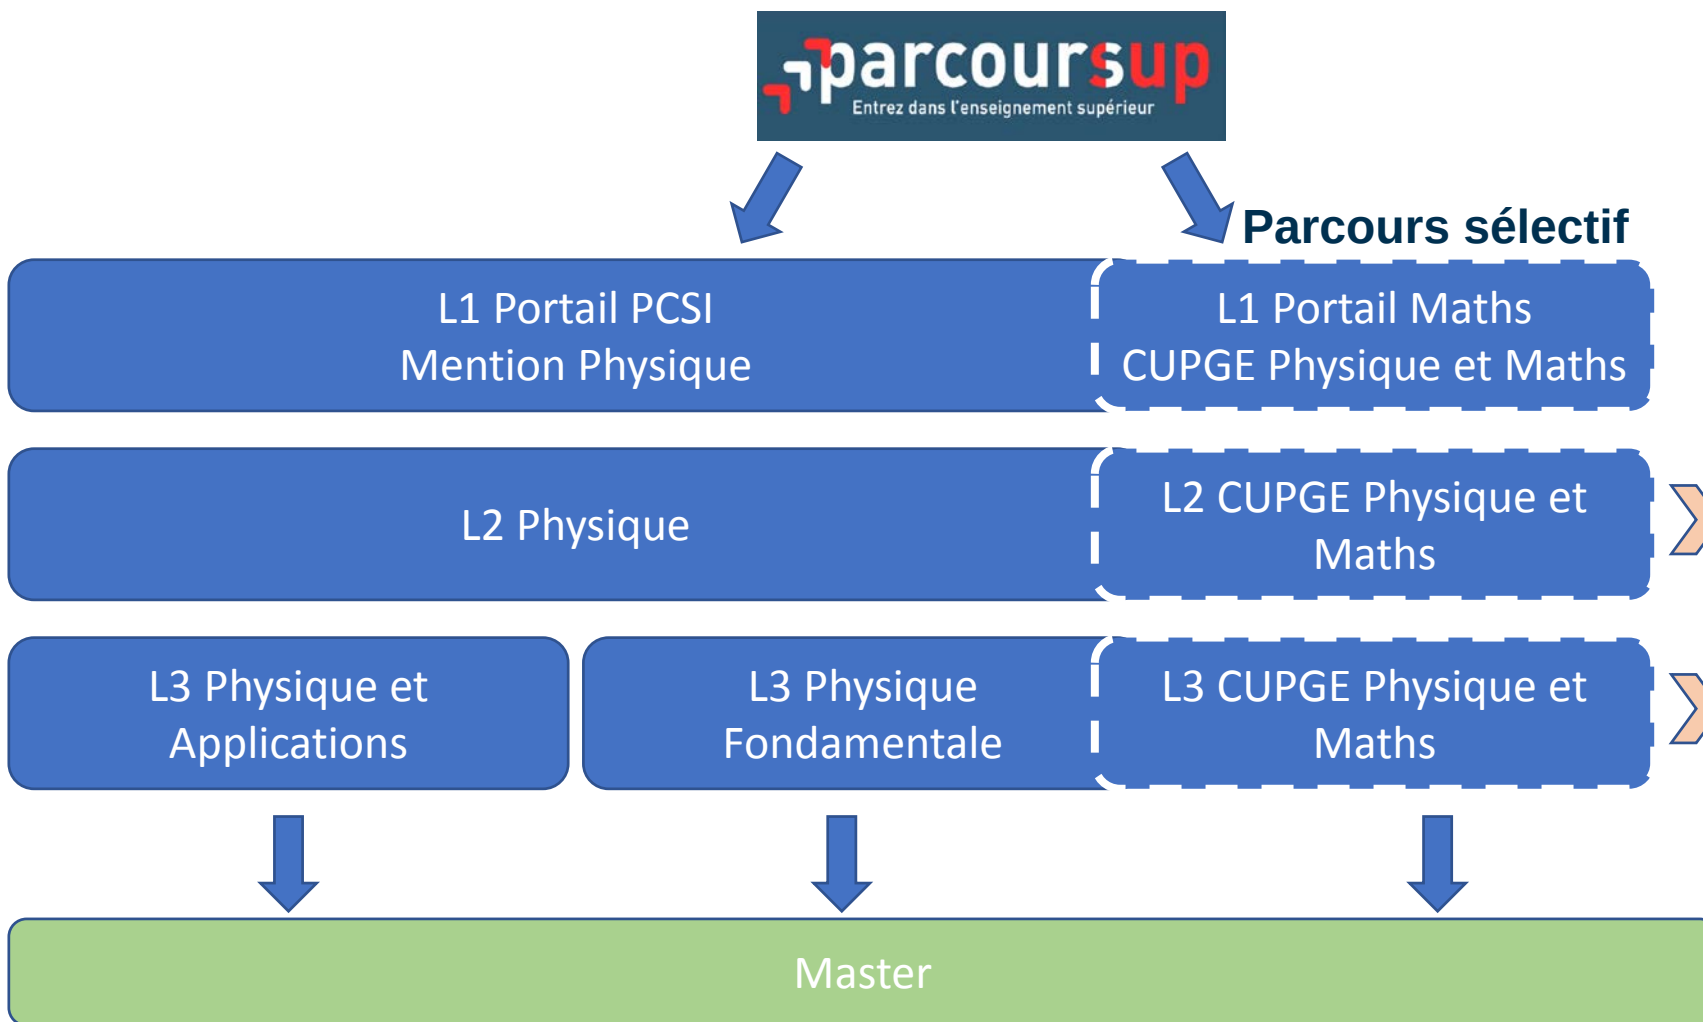 parcoursup
Entrez dans l'enseignement supérieur
Parcours sélectif
L1 Portail PCSI
Mention Physique
L1 Portail Maths
CUPGE Physique et Maths
L2 Physique
L2 CUPGE Physique et
Maths
L3 Physique et
Applications
L3 Physique
Fondamentale
L3 CUPGE Physique et
Maths
Master